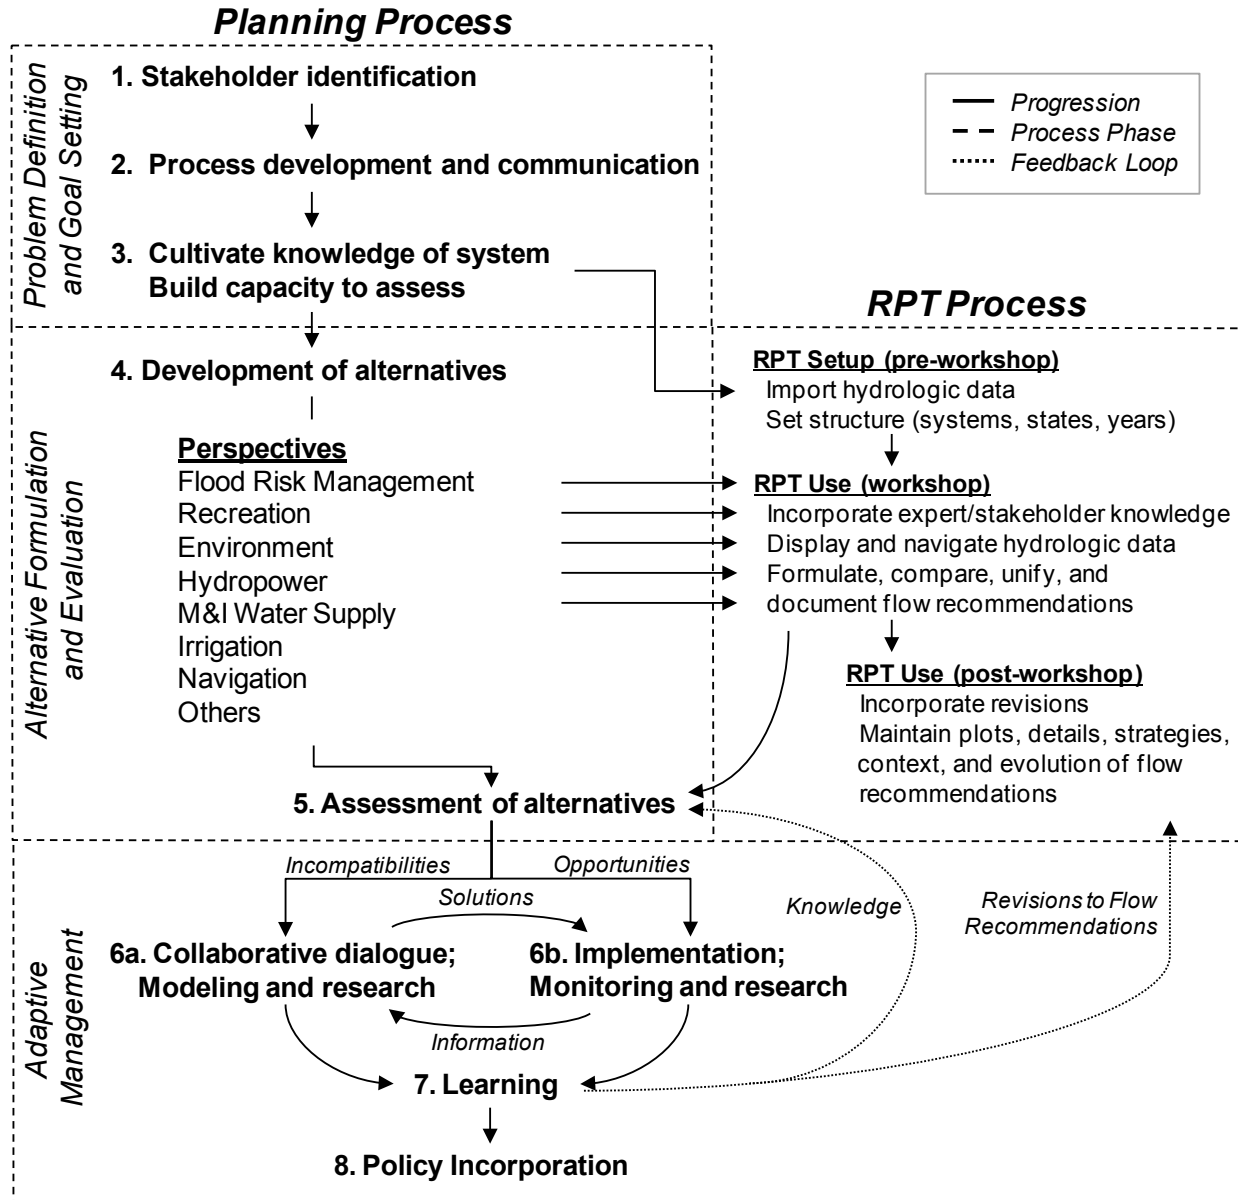 Planning Process
Problem Definition
and Goal Setting
1. Stakeholder identification
2. Process development and communication
3. Cultivate knowledge of system
Build capacity to assess
Progression
Process Phase
Feedback Loop
RPT Process
Alternative Formulation
and Evaluation
4. Development of alternatives
Perspectives
Flood Risk Management
Recreation
Environment
Hydropower
M&I Water Supply
Irrigation
Navigation
Others
RPT Setup (pre-workshop)
Import hydrologic data
Set structure (systems, states, years)
RPT Use (workshop)
Incorporate expert/stakeholder knowledge
Display and navigate hydrologic data
Formulate, compare, unify, and
document flow recommendations
RPT Use (post-workshop)
Incorporate revisions
Maintain plots, details, strategies,
context, and evolution of flow
recommendations
5. Assessment of alternatives
Adaptive
Management
Incompatibilities
Opportunities
Solutions
Knowledge
Revisions to Flow
Recommendations
6a. Collaborative dialogue;
Modeling and research
6b. Implementation;
Monitoring and research
Information
7. Learning
8. Policy Incorporation